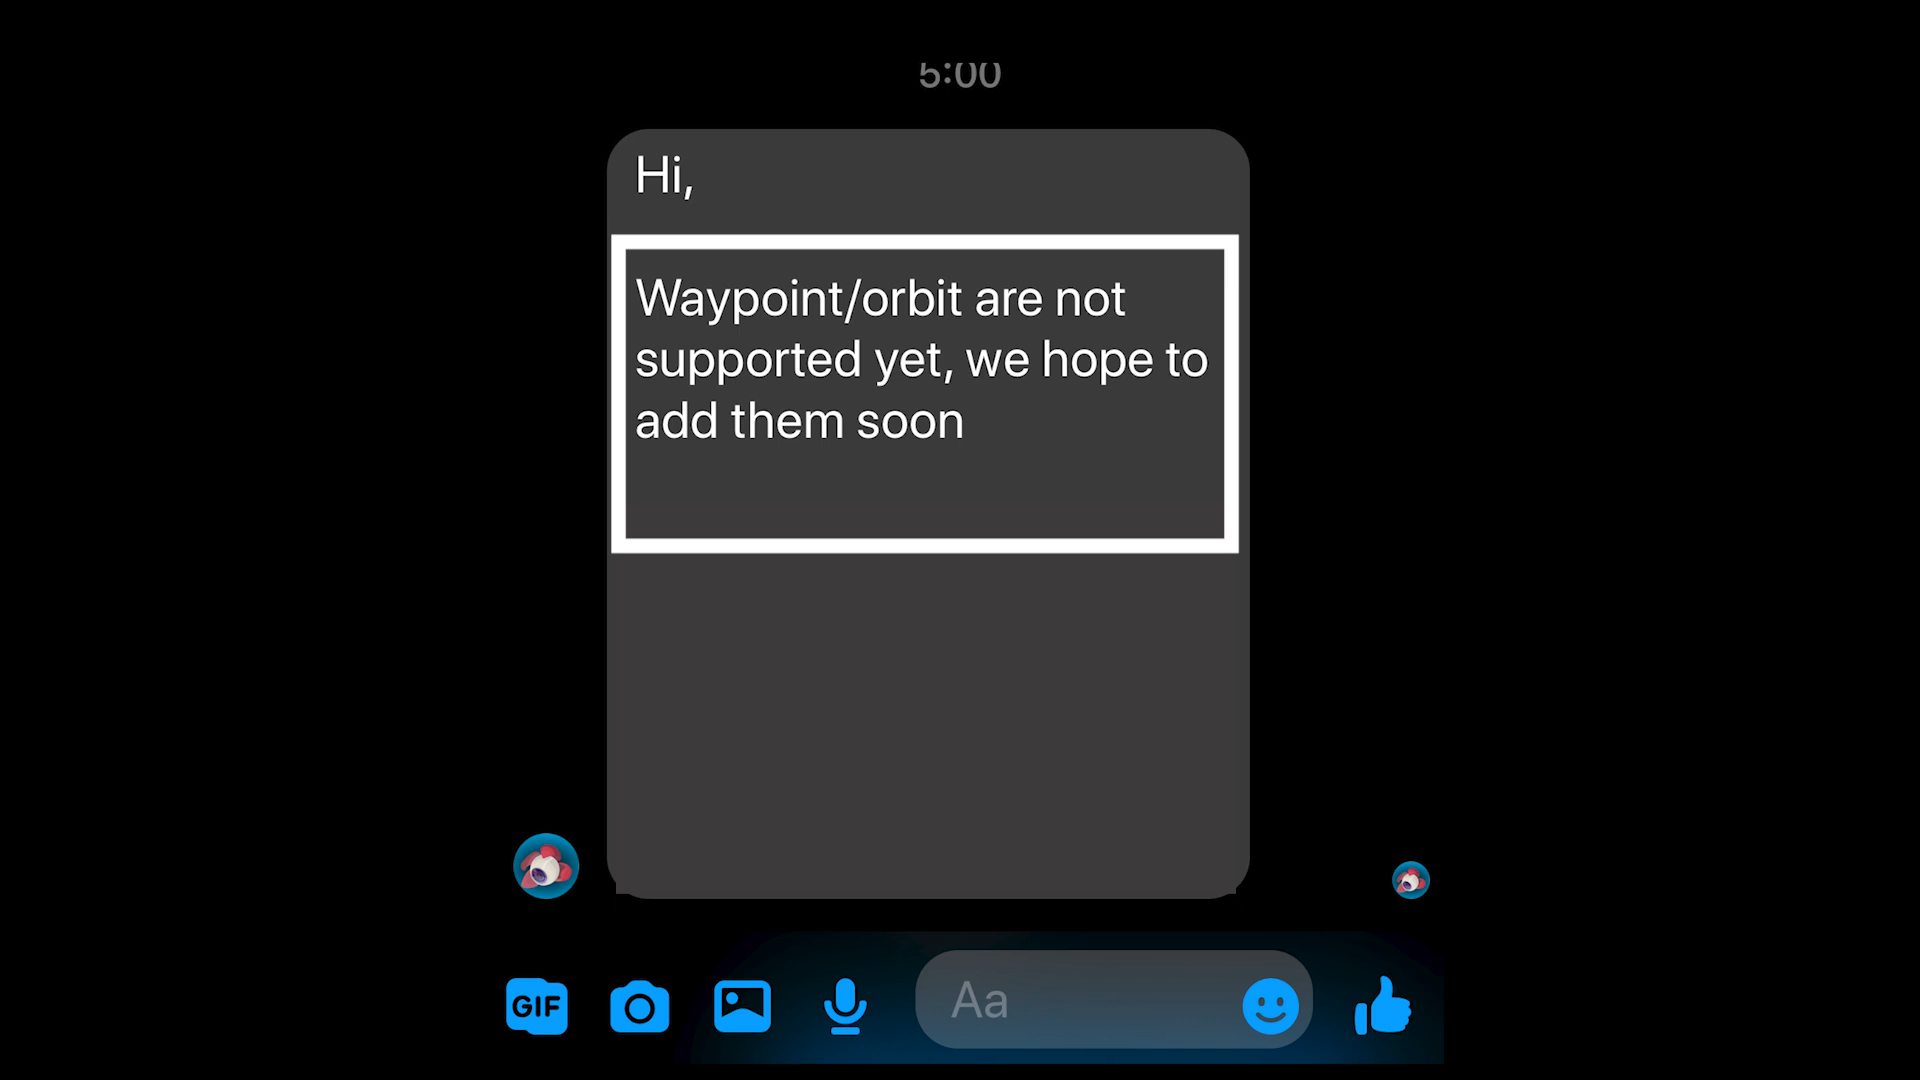 5:00
Hi,
Waypoint/orbit are not
supported yet, we hope to
add them soon
GIF
Aa